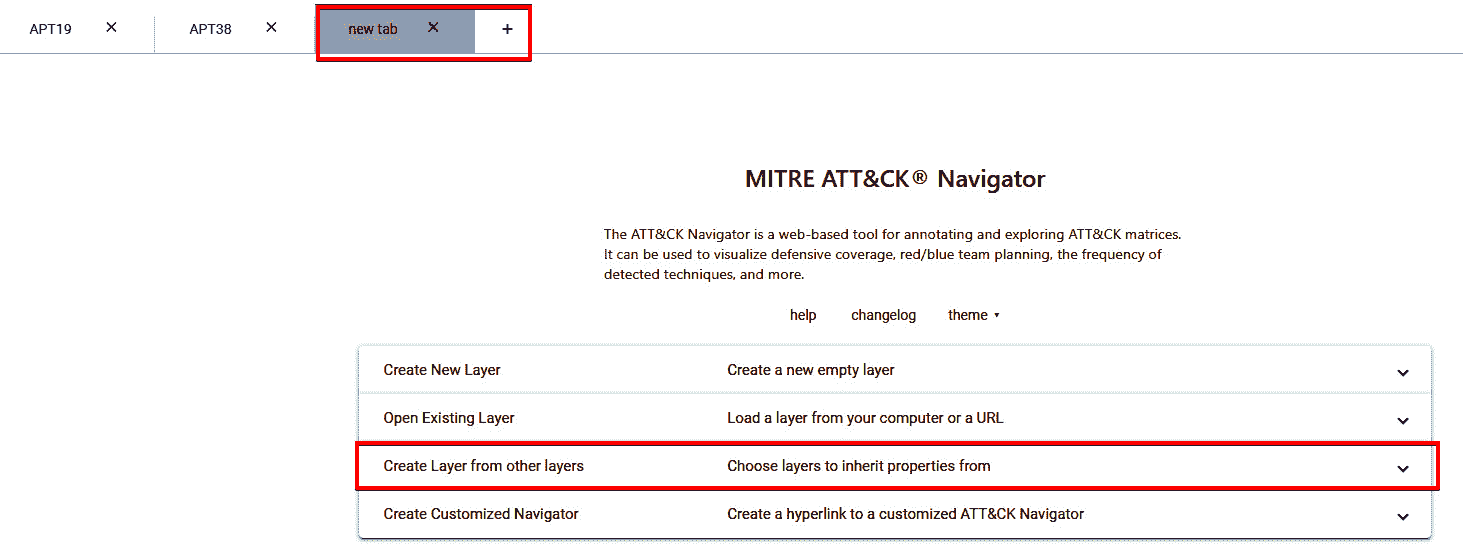 APT19 ✕ APT38 ✕ new tab ✕ +
MITRE ATT&CK® Navigator
The ATT&CK Navigator is a web-based tool for annotating and exploring ATT&CK matrices.
It can be used to visualize defensive coverage, red/blue team planning, the frequency of
detected techniques, and more.
help changelog theme ▾
Create New Layer Create a new empty layer
Open Existing Layer Load a layer from your computer or a URL
Create Layer from other layers Choose layers to inherit properties from
Create Customized Navigator Create a hyperlink to a customized ATT&CK Navigator